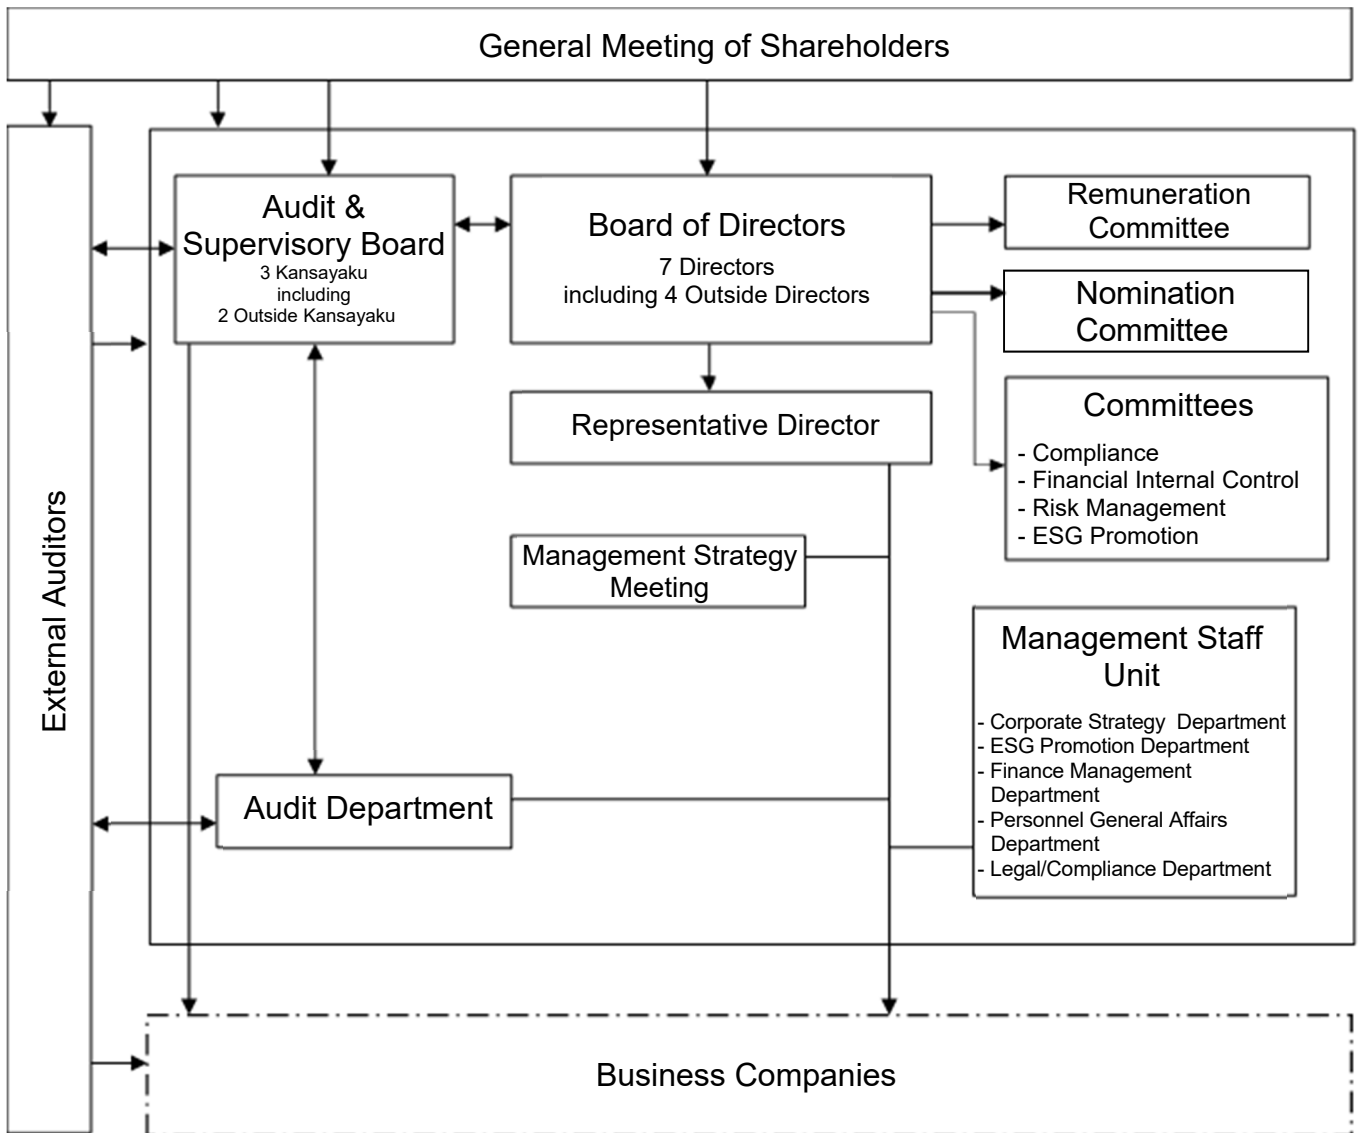 General Meeting of Shareholders
External Auditors
Audit &
Supervisory Board
3 Kansayaku
including
2 Outside Kansayaku
Board of Directors
7 Directors
including 4 Outside Directors
Remuneration
Committee
Nomination
Committee
Representative Director
Committees
- Compliance
- Financial Internal Control
- Risk Management
- ESG Promotion
Management Strategy
Meeting
Management Staff
Unit
- Corporate Strategy  Department
- ESG Promotion Department
- Finance Management
Department
- Personnel General Affairs
Department
- Legal/Compliance Department
Audit Department
Business Companies